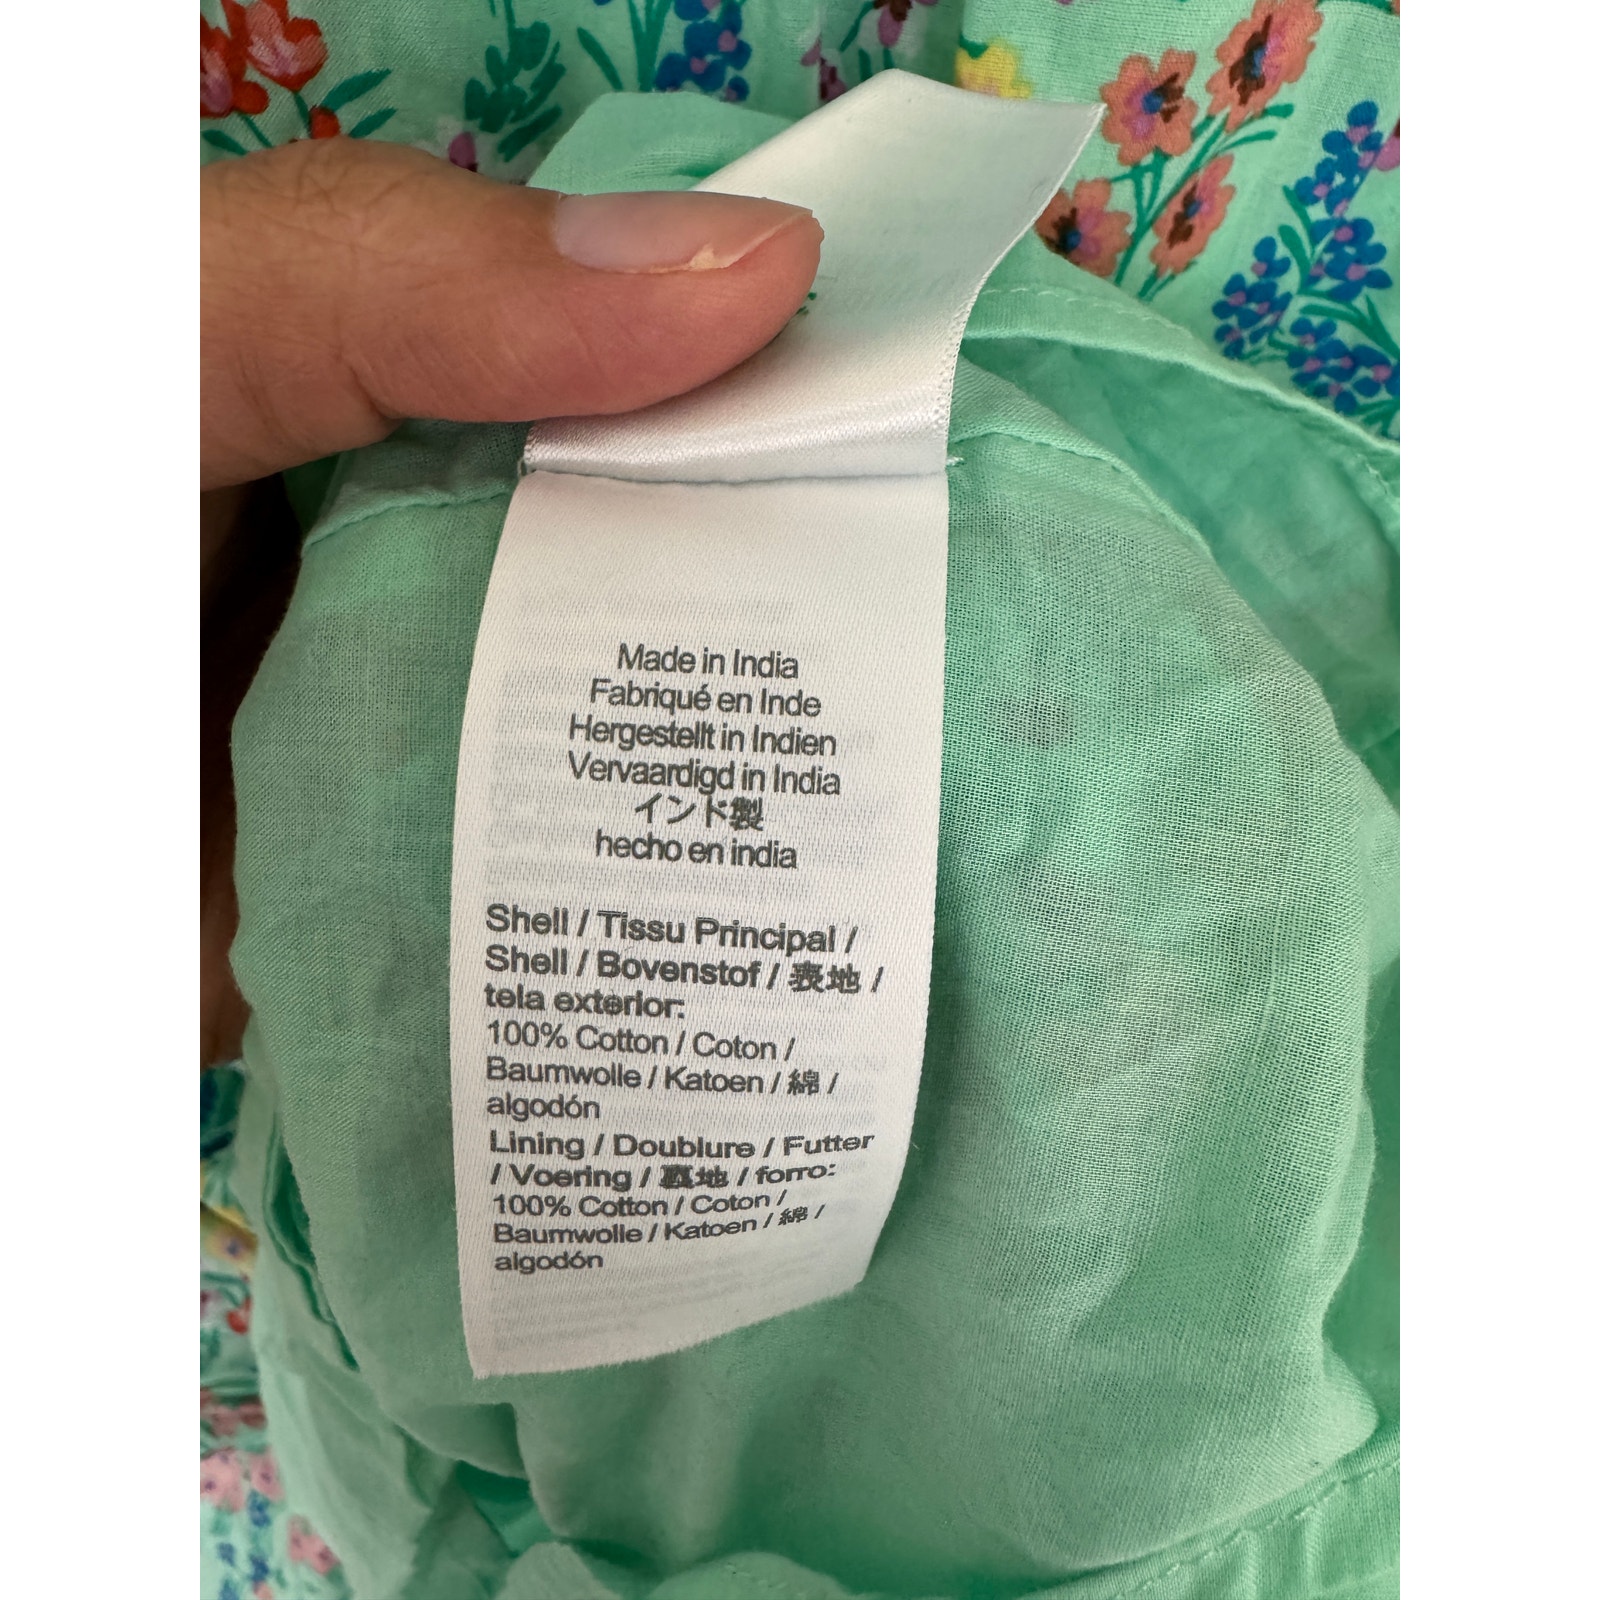 Made in India
Fabriqué en Inde
Hergestellt in Indien
Vervaardigd in India
インド製
hecho en india
Shell / Tissu Principal /
Shell / Bovenstof / 表地 /
tela exterior:
100% Cotton / Coton /
Baumwolle / Katoen / 綿 /
algodón
Lining / Doublure / Futter
/ Voering / 裏地 / forro:
100% Cotton / Coton /
Baumwolle / Katoen / 綿 /
algodón